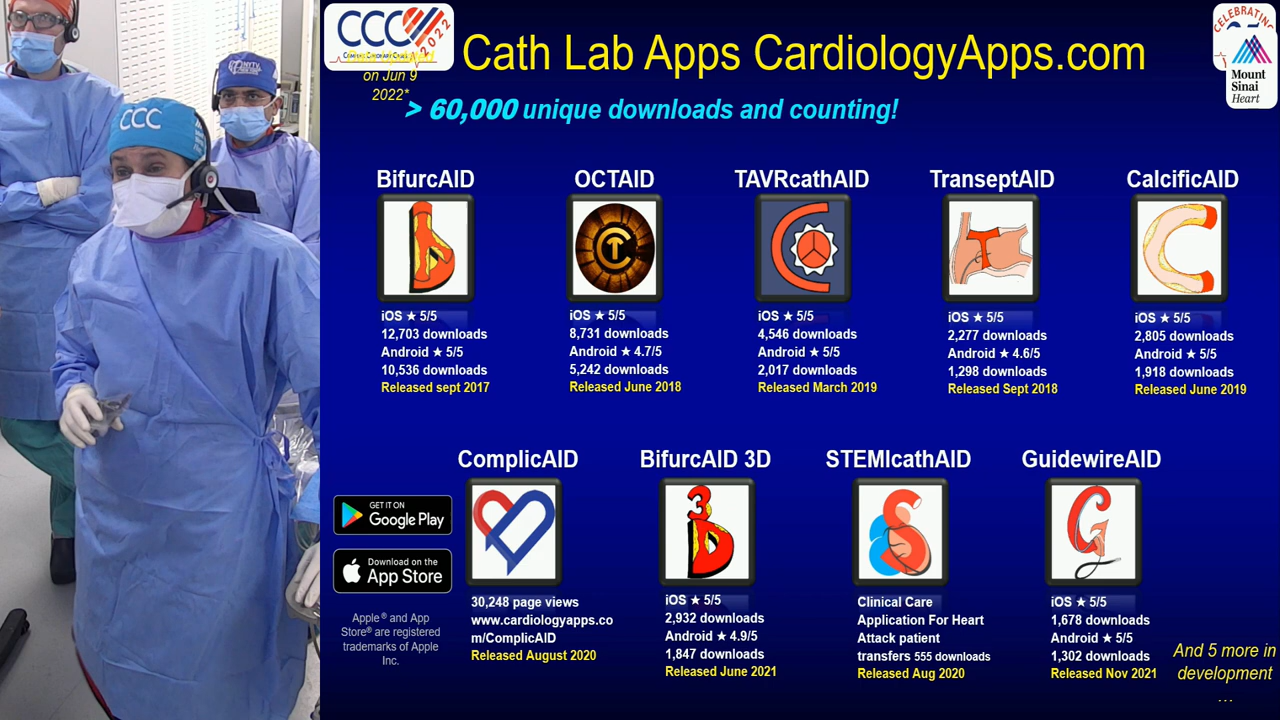 CCC
2022
Cath Lab Apps CardiologyApps.com
CELEBRATING
Mount
Sinai
Heart
on Jun 9
2022*
> 60,000 unique downloads and counting!
CCC
NYTV
BifurcAID
OCTAID
TAVRcathAID
TranseptAID
CalcificAID
iOS ★ 5/5
12,703 downloads
Android ★ 5/5
10,536 downloads
Released sept 2017
iOS ★ 5/5
8,731 downloads
Android ★ 4.7/5
5,242 downloads
Released June 2018
iOS ★ 5/5
4,546 downloads
Android ★ 5/5
2,017 downloads
Released March 2019
iOS ★ 5/5
2,277 downloads
Android ★ 4.6/5
1,298 downloads
Released Sept 2018
iOS ★ 5/5
2,805 downloads
Android ★ 5/5
1,918 downloads
Released June 2019
ComplicAID
BifurcAID 3D
STEMIcathAID
GuidewireAID
GET IT ON
Google Play
Download on the
App Store
Apple® and App
Store® are registered
trademarks of Apple
Inc.
30,248 page views
www.cardiologyapps.co
m/ComplicAID
Released August 2020
iOS ★ 5/5
2,932 downloads
Android ★ 4.9/5
1,847 downloads
Released June 2021
Clinical Care
Application For Heart
Attack patient
transfers 555 downloads
Released Aug 2020
iOS ★ 5/5
1,678 downloads
Android ★ 5/5
1,302 downloads
Released Nov 2021
And 5 more in
development
...